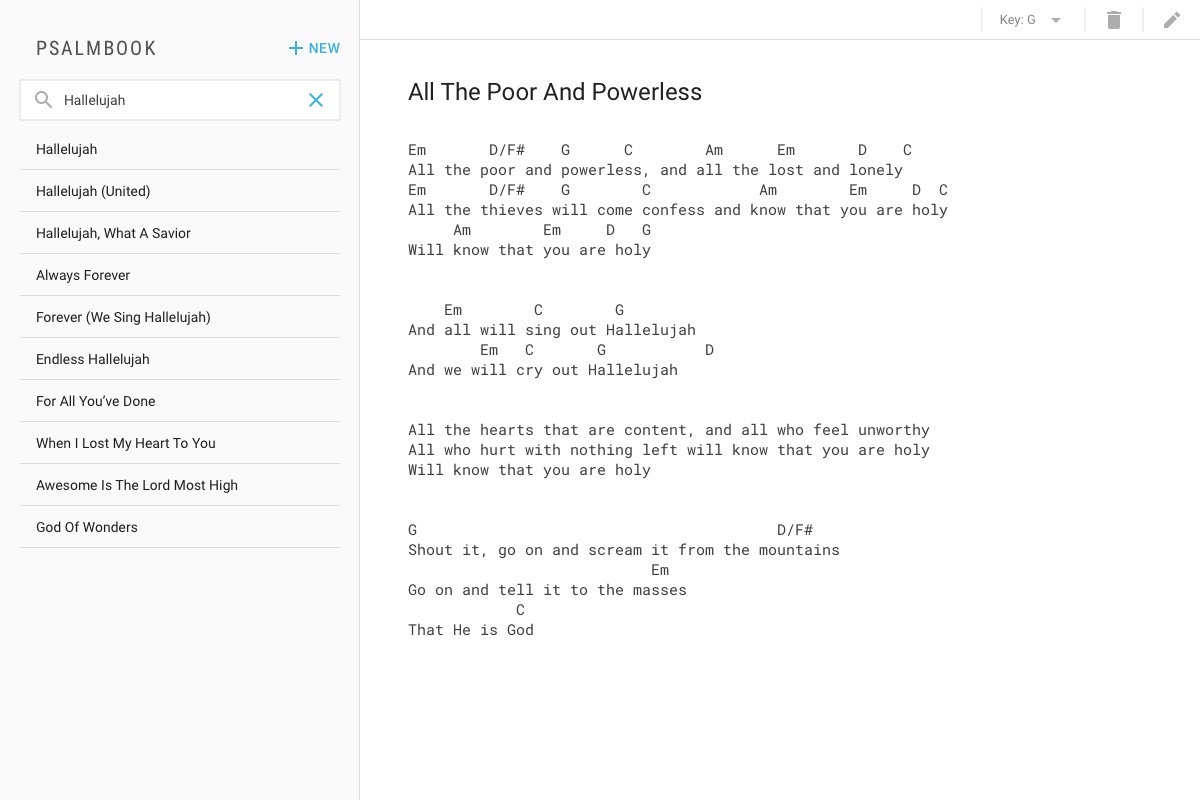 PSALMBOOK
NEW
Hallelujah
Hallelujah
Hallelujah (United)
Hallelujah, What A Savior
Always Forever
Forever (We Sing Hallelujah)
Endless Hallelujah
For All You’ve Done
When I Lost My Heart To You
Awesome Is The Lord Most High
God Of Wonders
Key: G
All The Poor And Powerless
Em       D/F#    G      C        Am      Em       D    C
All the poor and powerless, and all the lost and lonely
Em       D/F#    G        C            Am        Em     D  C
All the thieves will come confess and know that you are holy
     Am        Em     D   G
Will know that you are holy
    Em        C        G
And all will sing out Hallelujah
        Em   C       G           D
And we will cry out Hallelujah
All the hearts that are content, and all who feel unworthy
All who hurt with nothing left will know that you are holy
Will know that you are holy
G                                        D/F#
Shout it, go on and scream it from the mountains
                           Em
Go on and tell it to the masses
            C
That He is God